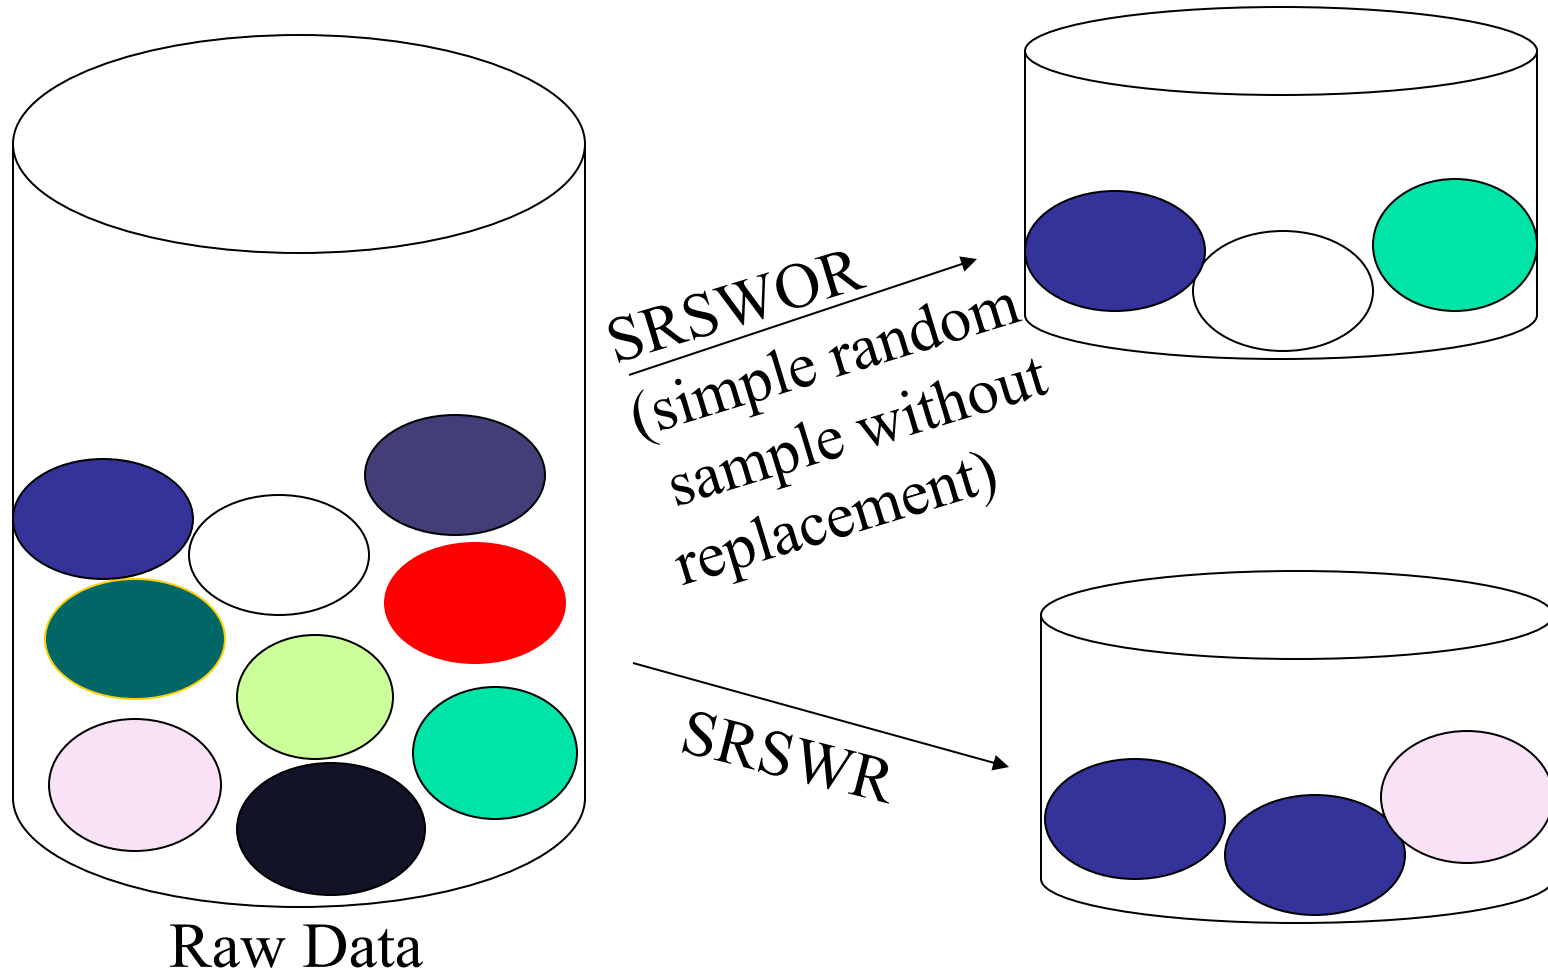 SRSWOR
(simple random
sample without
replacement)
SRSWR
Raw Data